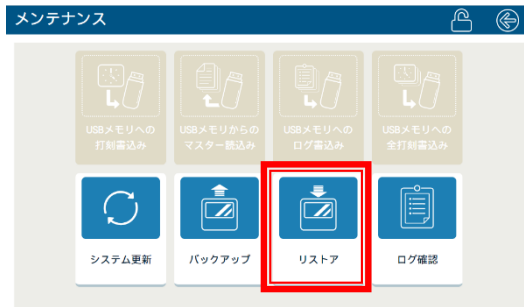 メンテナンス
USBメモリへの
打刻書込み
USBメモリからの
マスター読込み
USBメモリへの
ログ書込み
USBメモリへの
全打刻書込み
システム更新
バックアップ
リストア
ログ確認